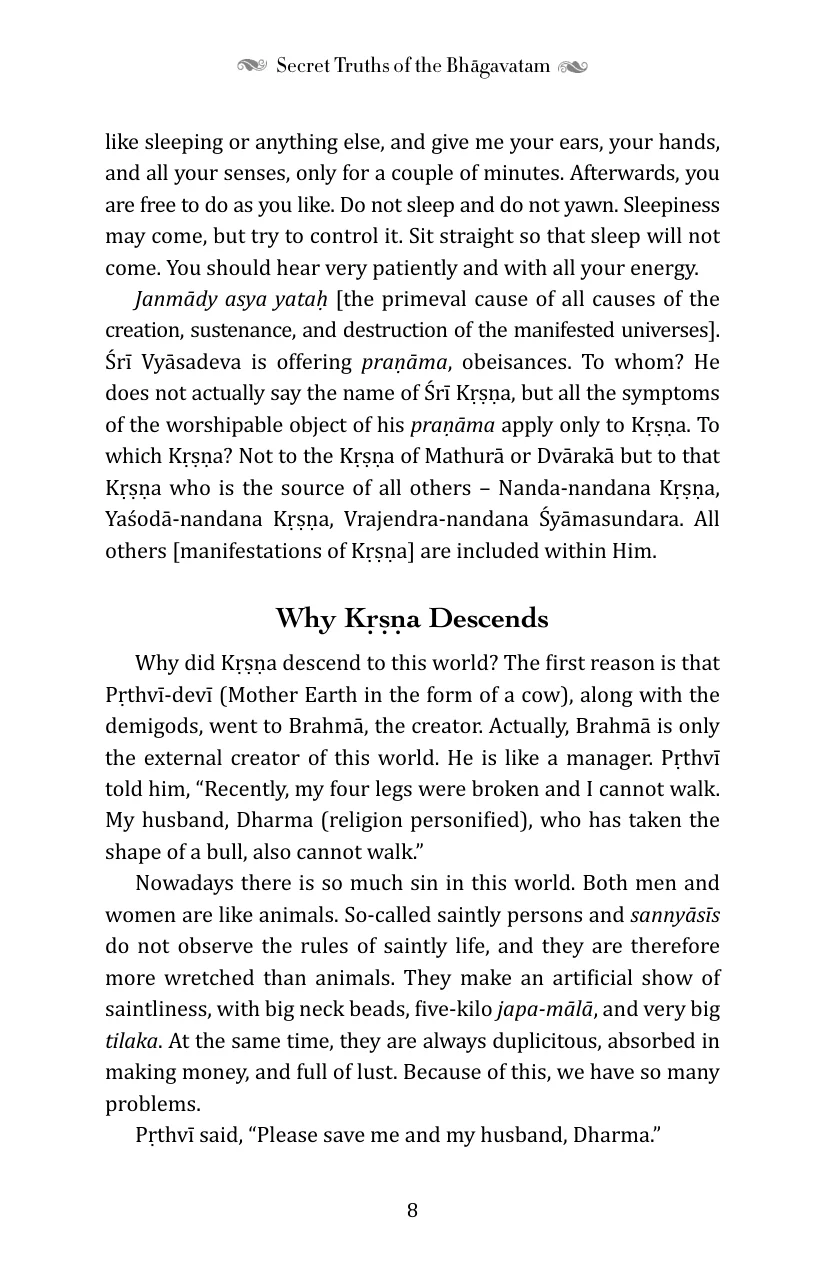 Secret Truths of the Bhāgavatam
like sleeping or anything else, and give me your ears, your hands,
and all your senses, only for a couple of minutes. Afterwards, you
are free to do as you like. Do not sleep and do not yawn. Sleepiness
may come, but try to control it. Sit straight so that sleep will not
come. You should hear very patiently and with all your energy.
Janmādy asya yataḥ [the primeval cause of all causes of the
creation, sustenance, and destruction of the manifested universes].
Śrī Vyāsadeva is offering praṇāma, obeisances. To whom? He
does not actually say the name of Śrī Kṛṣṇa, but all the symptoms
of the worshipable object of his praṇāma apply only to Kṛṣṇa. To
which Kṛṣṇa? Not to the Kṛṣṇa of Mathurā or Dvārakā but to that
Kṛṣṇa who is the source of all others – Nanda-nandana Kṛṣṇa,
Yaśodā-nandana Kṛṣṇa, Vrajendra-nandana Śyāmasundara. All
others [manifestations of Kṛṣṇa] are included within Him.
Why Kṛṣṇa Descends
Why did Kṛṣṇa descend to this world? The first reason is that
Pṛthvī-devī (Mother Earth in the form of a cow), along with the
demigods, went to Brahmā, the creator. Actually, Brahmā is only
the external creator of this world. He is like a manager. Pṛthvī
told him, “Recently, my four legs were broken and I cannot walk.
My husband, Dharma (religion personified), who has taken the
shape of a bull, also cannot walk.”
Nowadays there is so much sin in this world. Both men and
women are like animals. So-called saintly persons and sannyāsīs
do not observe the rules of saintly life, and they are therefore
more wretched than animals. They make an artificial show of
saintliness, with big neck beads, five-kilo japa-mālā, and very big
tilaka. At the same time, they are always duplicitous, absorbed in
making money, and full of lust. Because of this, we have so many
problems.
Pṛthvī said, “Please save me and my husband, Dharma.”
8